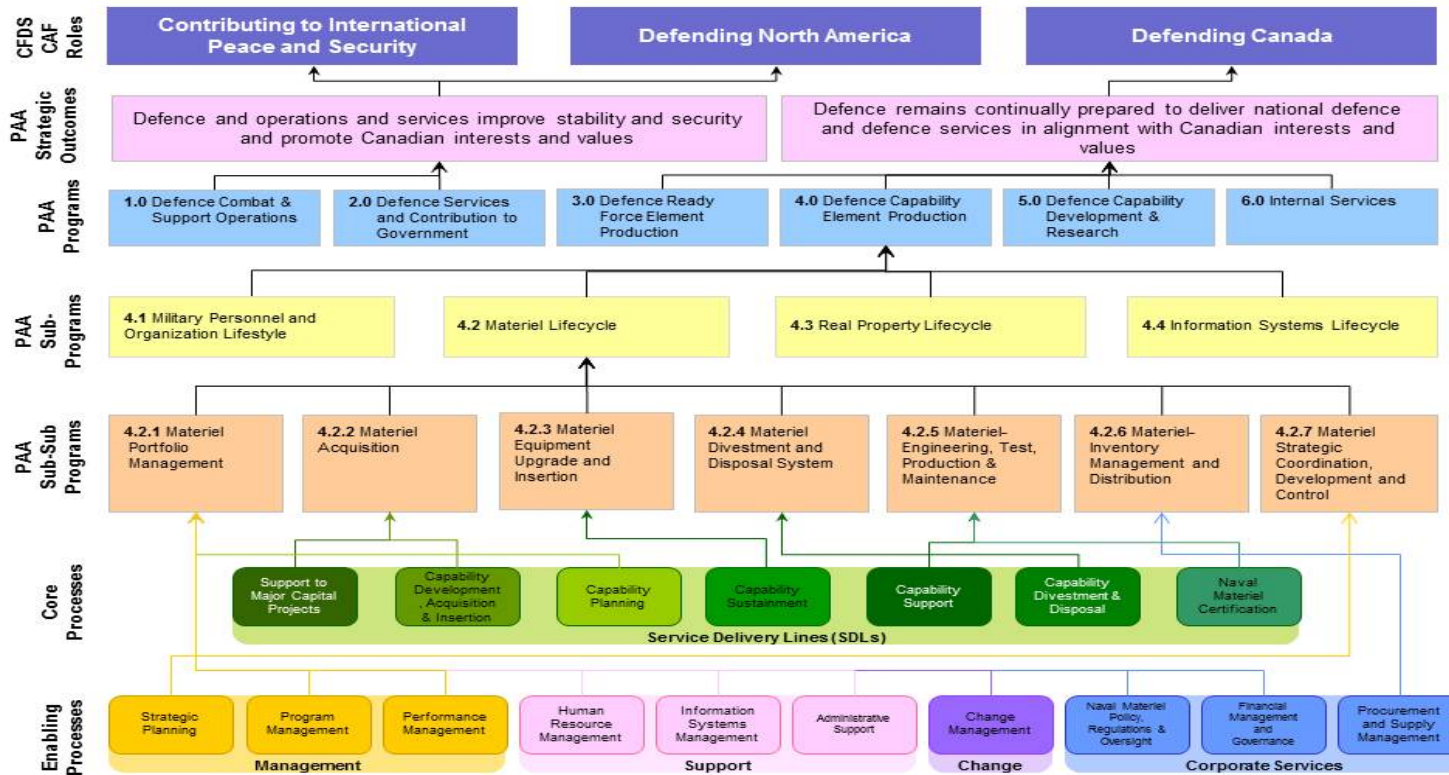 CFDS
CAF
Roles
Contributing to International
Peace and Security
Defending North America
Defending Canada
PAA
Strategic
Outcomes
Defence and operations and services improve stability and security
and promote Canadian interests and values
Defence remains continually prepared to deliver national defence
and defence services in alignment with Canadian interests and
values
PAA
Programs
1.0 Defence Combat &
Support Operations
2.0 Defence Services
and Contribution to
Government
3.0 Defence Ready
Force Element
Production
4.0 Defence Capability
Element Production
5.0 Defence Capability
Development &
Research
6.0 Internal Services
PAA
Sub-
Programs
4.1 Military Personnel and
Organization Lifestyle
4.2 Materiel Lifecycle
4.3 Real Property Lifecycle
4.4 Information Systems Lifecycle
PAA
Sub-Sub
Programs
4.2.1 Materiel
Portfolio
Management
4.2.2 Materiel
Acquisition
4.2.3 Materiel
Equipment
Upgrade and
Insertion
4.2.4 Materiel
Divestment and
Disposal System
4.2.5 Materiel-
Engineering, Test,
Production &
Maintenance
4.2.6 Materiel-
Inventory
Management and
Distribution
4.2.7 Materiel
Strategic
Coordination,
Development and
Control
Core
Processes
Support to
Major Capital
Projects
Capability
Development
, Acquisition
& Insertion
Capability
Planning
Capability
Sustainment
Capability
Support
Capability
Divestment &
Disposal
Naval
Materiel
Certification
Service Delivery Lines (SDLs)
Enabling
Processes
Strategic
Planning
Program
Management
Performance
Management
Management
Human
Resource
Management
Information
Systems
Management
Administrative
Support
Support
Change
Management
Change
Naval Materiel
Policy,
Regulations &
Oversight
Financial
Management
and
Governance
Procurement
and Supply
Management
Corporate Services